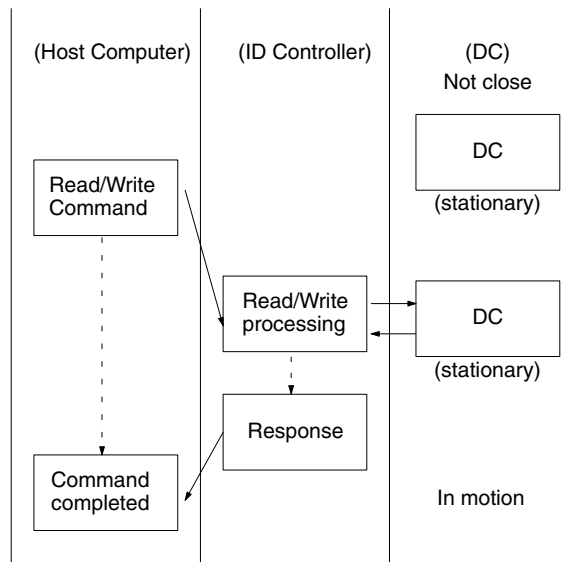 (Host Computer)
(ID Controller)
(DC)
Not close
DC
(stationary)
Read/Write
Command
Read/Write
processing
DC
(stationary)
Response
Command
completed
In motion